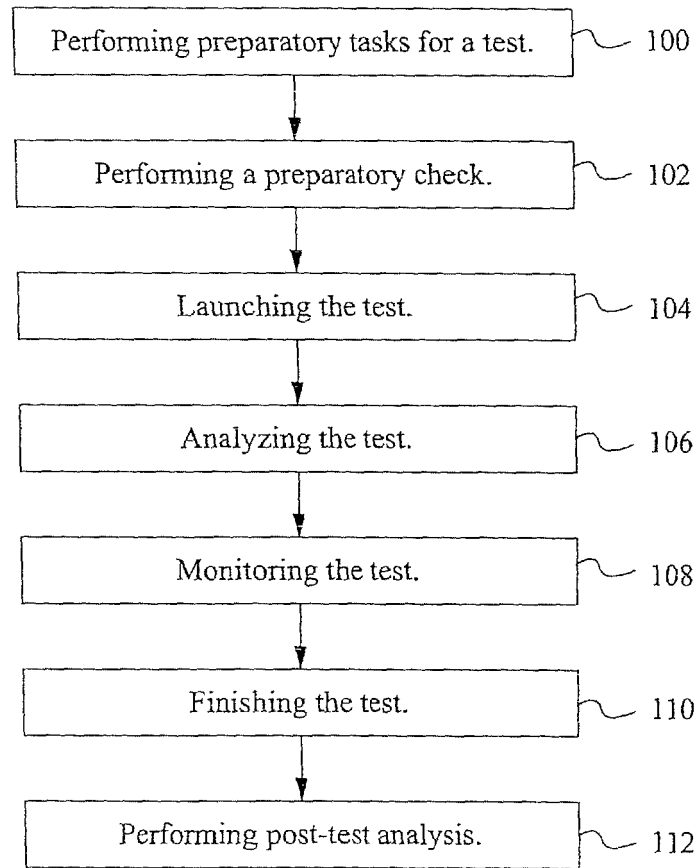 Performing preparatory tasks for a test. 100
Performing a preparatory check. 102
Launching the test. 104
Analyzing the test. 106
Monitoring the test. 108
Finishing the test. 110
Performing post-test analysis. 112